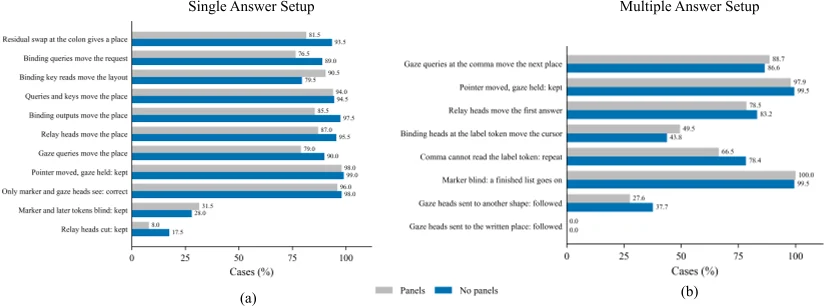 Single Answer Setup
Residual swap at the colon gives a place
81.5
93.5
Binding queries move the request
76.5
89.0
Binding key reads move the layout
90.5
79.5
Queries and keys move the place
94.0
94.5
Binding outputs move the place
85.5
97.5
Relay heads move the place
87.0
95.5
Gaze queries move the place
79.0
90.0
Pointer moved, gaze held: kept
98.0
99.0
Only marker and gaze heads see: correct
96.0
98.0
Marker and later tokens blind: kept
31.5
28.0
Relay heads cut: kept
8.0
17.5
0 25 50 75 100
Cases (%)
(a)
Multiple Answer Setup
Gaze queries at the comma move the next place
88.7
86.6
Pointer moved, gaze held: kept
97.9
99.5
Relay heads move the first answer
78.5
83.2
Binding heads at the label token move the cursor
49.5
43.8
Comma cannot read the label token: repeat
66.5
78.4
Marker blind: a finished list goes on
100.0
99.5
Gaze heads sent to another shape: followed
27.6
37.7
Gaze heads sent to the written place: followed
0.0
0.0
0 25 50 75 100
Cases (%)
(b)
Panels No panels